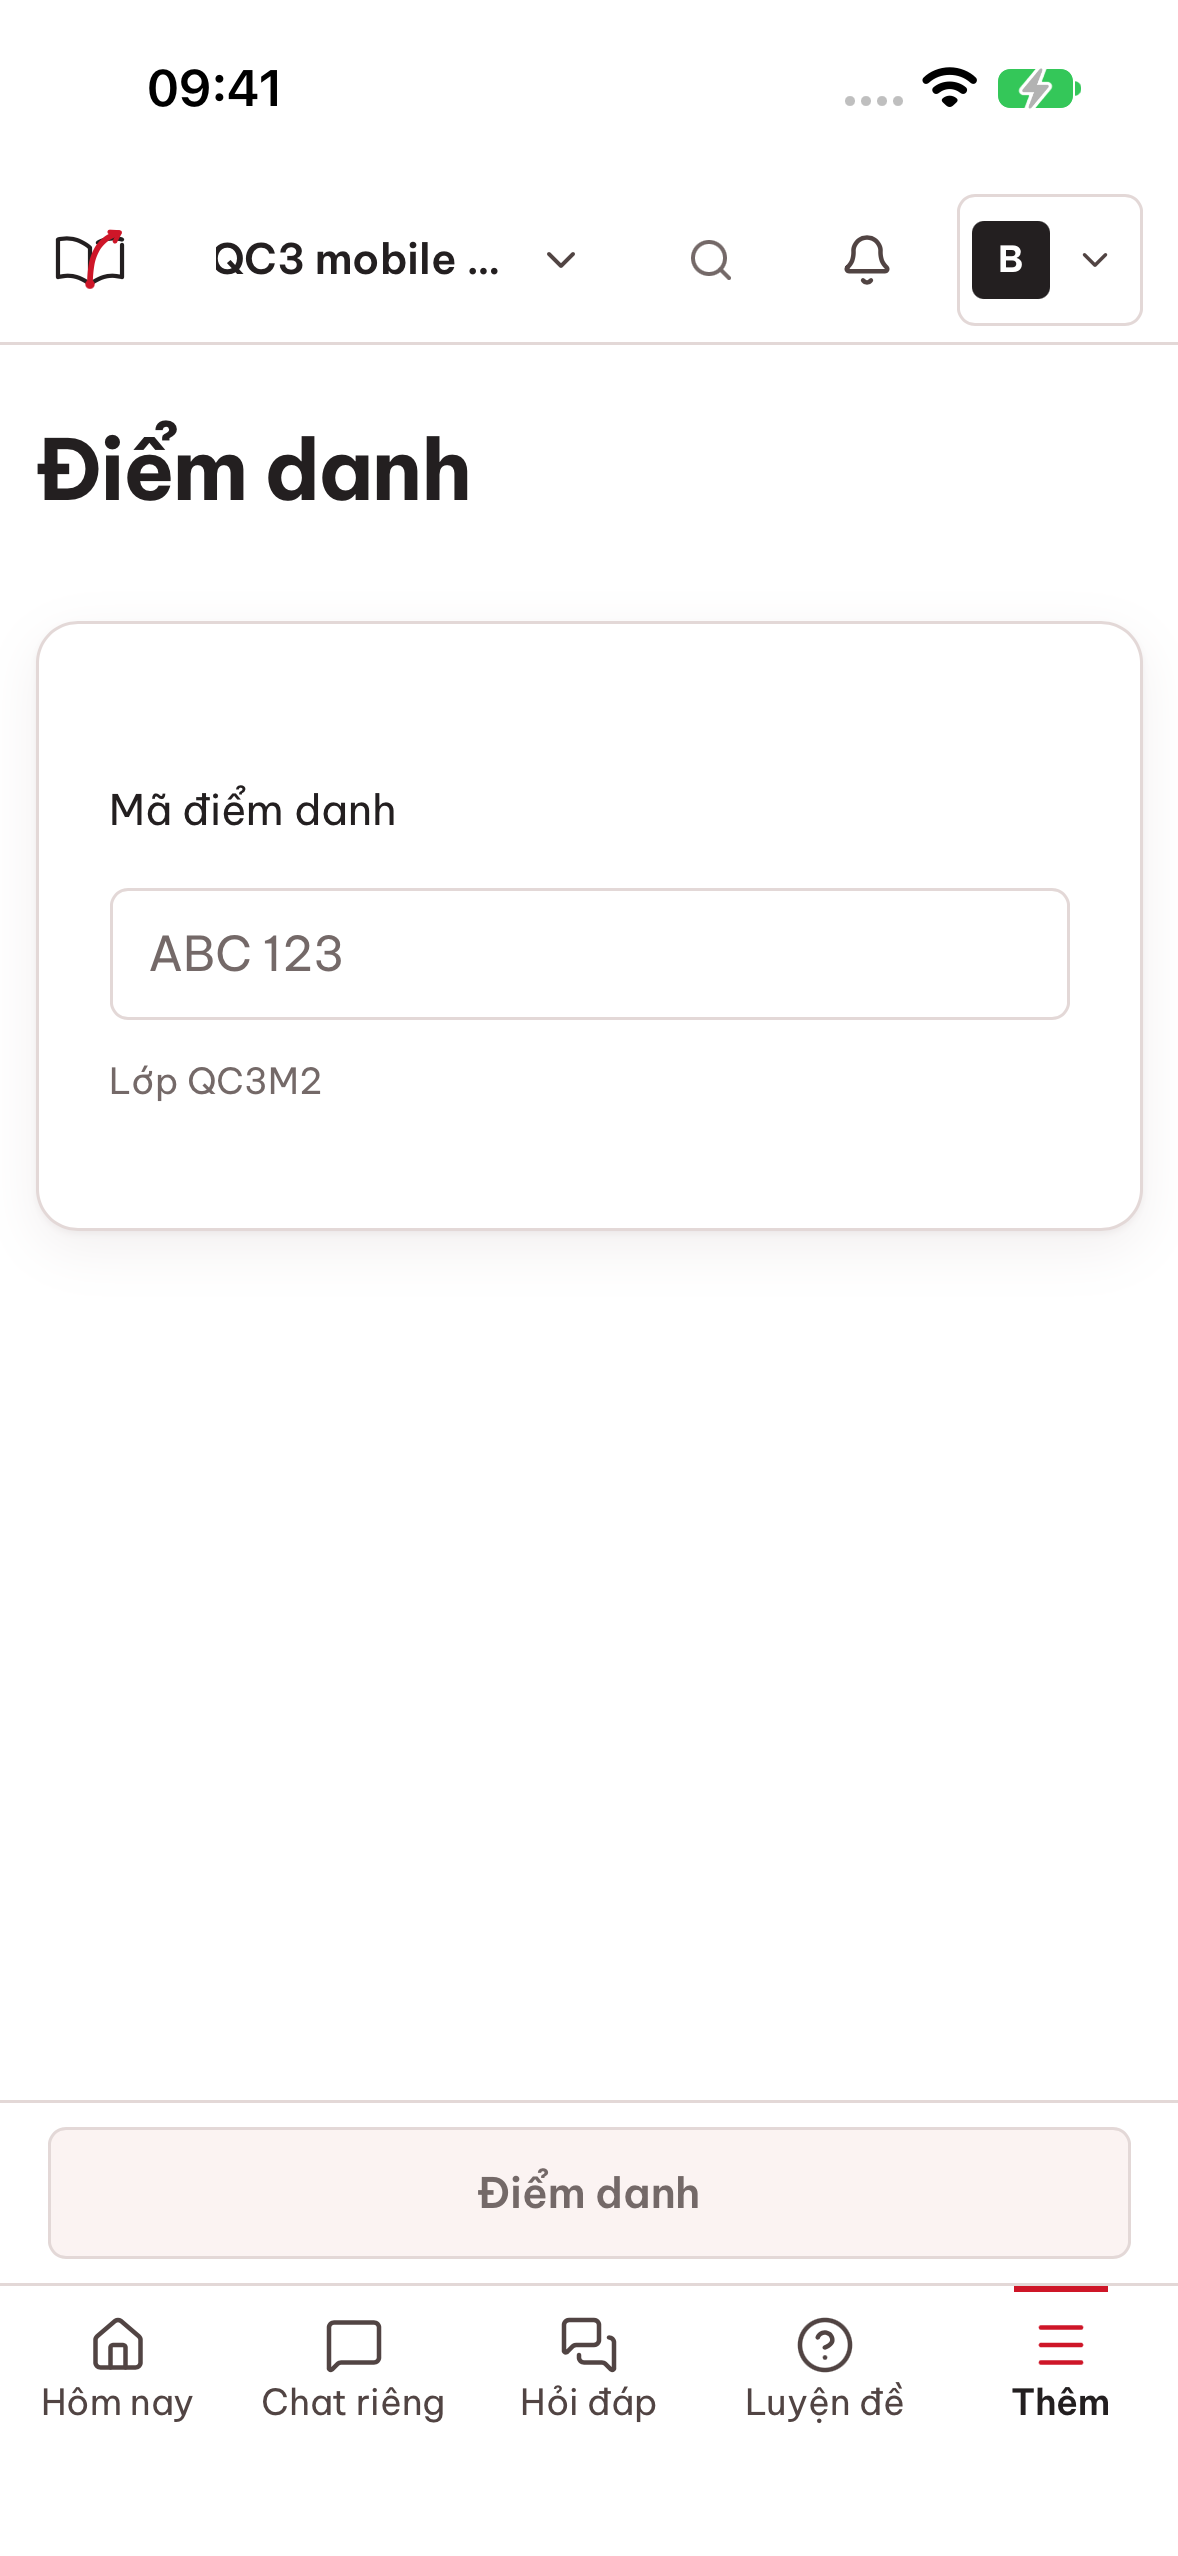 09:41
QC3 mobile ...
B
Điểm danh
Mã điểm danh
ABC 123
Lớp QC3M2
Điểm danh
Hôm nay
Chat riêng
Hỏi đáp
Luyện đề
Thêm